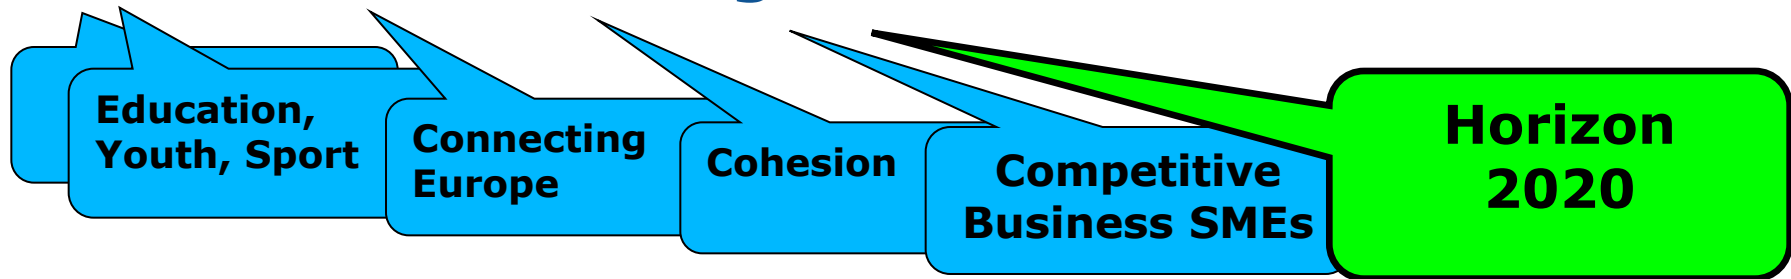 Education,
Youth, Sport
Connecting
Europe
Cohesion
Competitive
Business SMEs
Horizon
2020